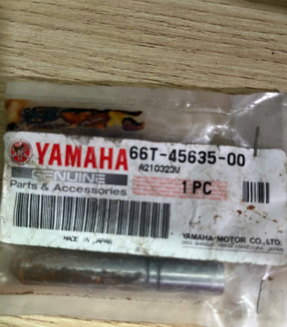 YAMAHA 66T-45635-00
A210323V
GENUINE
Parts & Accessories
1 PC
MADE IN JAPAN
YAMAHA MOTOR CO., LTD.